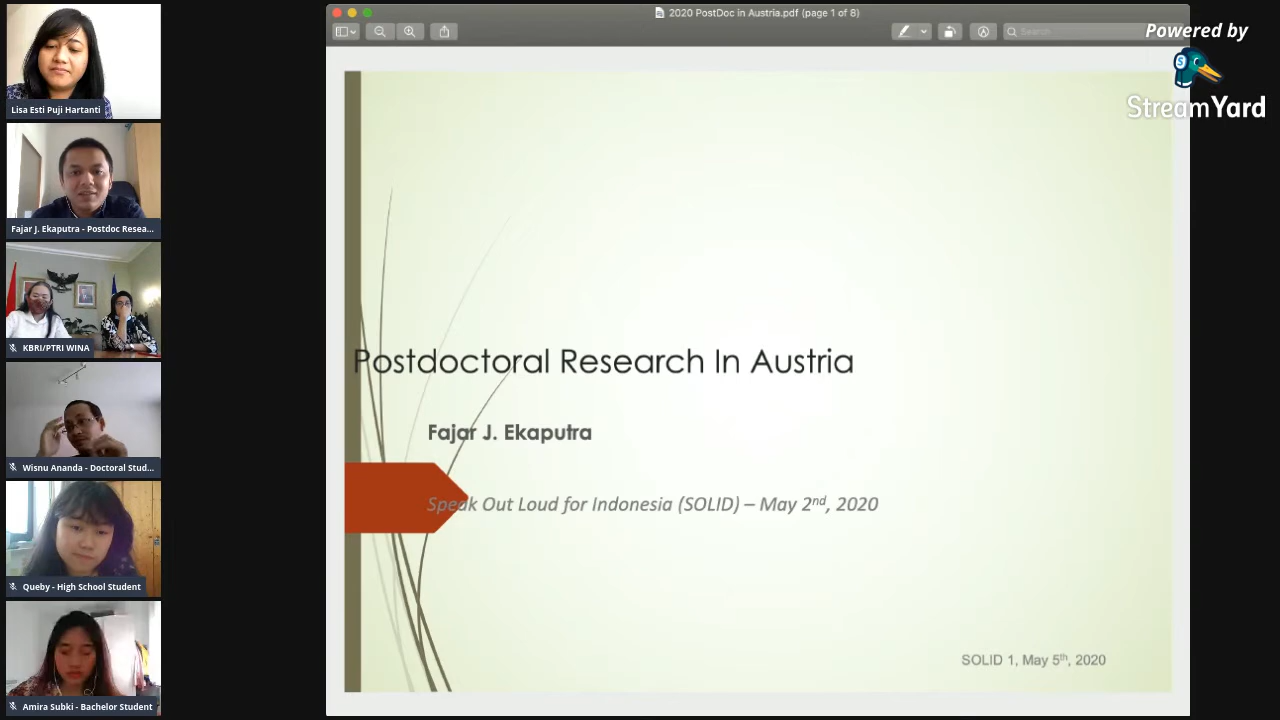 Lisa Esti Puji Hartanti
Fajar J. Ekaputra - Postdoc Resea...
KBRI/PTRI WINA
Wisnu Ananda - Doctoral Stud...
Queby - High School Student
Amira Subki - Bachelor Student
2020 PostDoc in Austria.pdf (page 1 of 8)
Search
Powered by
StreamYard
Postdoctoral Research In Austria
Fajar J. Ekaputra
Speak Out Loud for Indonesia (SOLID) – May 2nd, 2020
SOLID 1, May 5th, 2020